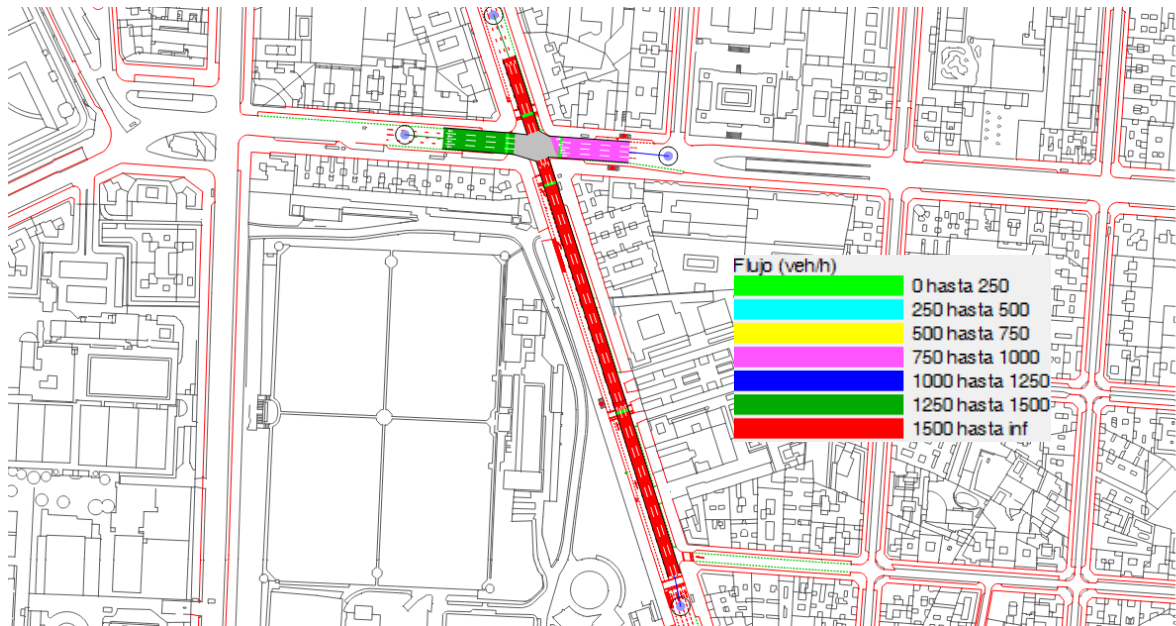 Flujo (veh/h)
0 hasta 250
250 hasta 500
500 hasta 750
750 hasta 1000
1000 hasta 1250
1250 hasta 1500
1500 hasta inf